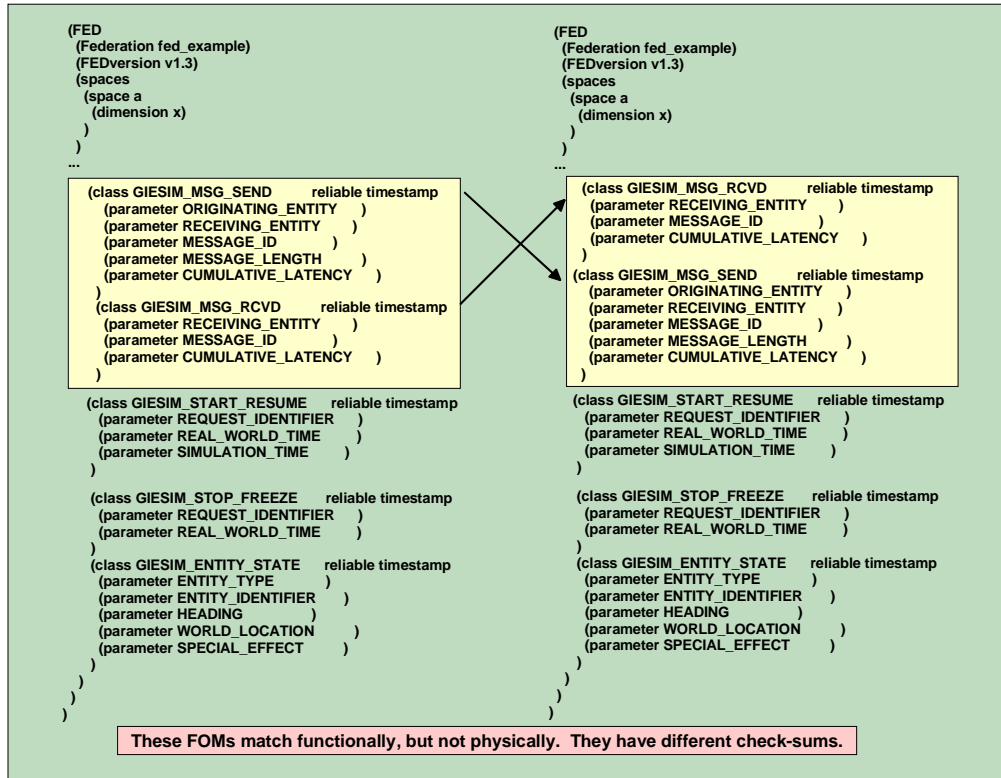 (FED
(Federation fed_example)
(FEDversion v1.3)
(spaces
(space a
(dimension x)
)
)
...
(class GIESIM_MSG_SEND reliable timestamp
(parameter ORIGINATING_ENTITY )
(parameter RECEIVING_ENTITY )
(parameter MESSAGE_ID )
(parameter MESSAGE_LENGTH )
(parameter CUMULATIVE_LATENCY )
)
(class GIESIM_MSG_RCVD reliable timestamp
(parameter RECEIVING_ENTITY )
(parameter MESSAGE_ID )
(parameter CUMULATIVE_LATENCY )
)
(class GIESIM_START_RESUME reliable timestamp
(parameter REQUEST_IDENTIFIER )
(parameter REAL_WORLD_TIME )
(parameter SIMULATION_TIME )
)
(class GIESIM_STOP_FREEZE reliable timestamp
(parameter REQUEST_IDENTIFIER )
(parameter REAL_WORLD_TIME )
)
(class GIESIM_ENTITY_STATE reliable timestamp
(parameter ENTITY_TYPE )
(parameter ENTITY_IDENTIFIER )
(parameter HEADING )
(parameter WORLD_LOCATION )
(parameter SPECIAL_EFFECT )
)
)
)
)
(FED
(Federation fed_example)
(FEDversion v1.3)
(spaces
(space a
(dimension x)
)
)
...
(class GIESIM_MSG_RCVD reliable timestamp
(parameter RECEIVING_ENTITY )
(parameter MESSAGE_ID )
(parameter CUMULATIVE_LATENCY )
)
(class GIESIM_MSG_SEND reliable timestamp
(parameter ORIGINATING_ENTITY )
(parameter RECEIVING_ENTITY )
(parameter MESSAGE_ID )
(parameter MESSAGE_LENGTH )
(parameter CUMULATIVE_LATENCY )
)
(class GIESIM_START_RESUME reliable timestamp
(parameter REQUEST_IDENTIFIER )
(parameter REAL_WORLD_TIME )
(parameter SIMULATION_TIME )
)
(class GIESIM_STOP_FREEZE reliable timestamp
(parameter REQUEST_IDENTIFIER )
(parameter REAL_WORLD_TIME )
)
(class GIESIM_ENTITY_STATE reliable timestamp
(parameter ENTITY_TYPE )
(parameter ENTITY_IDENTIFIER )
(parameter HEADING )
(parameter WORLD_LOCATION )
(parameter SPECIAL_EFFECT )
)
)
)
)
These FOMs match functionally, but not physically. They have different check-sums.